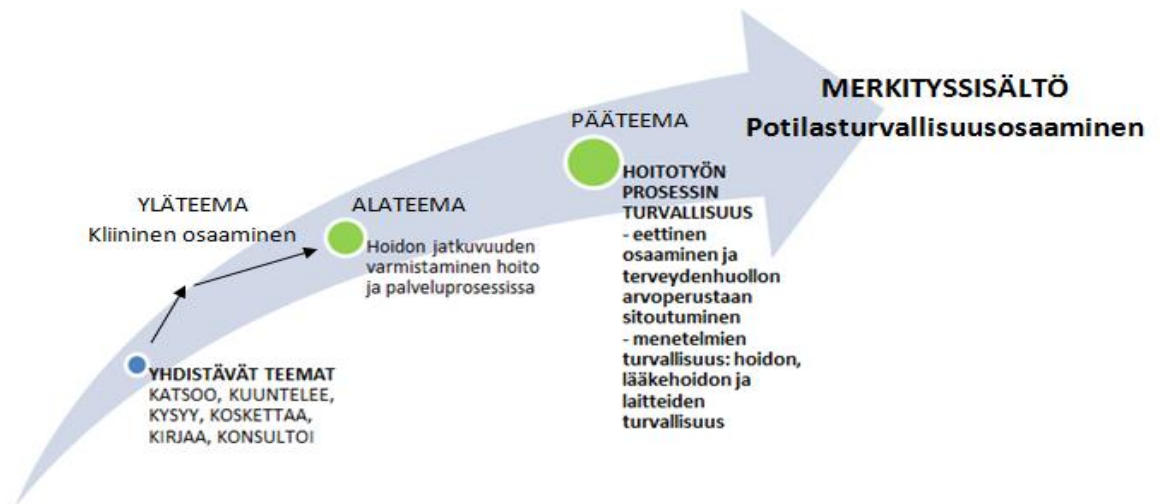 MERKITYSSISÄLTÖ
Potilasturvallisuusosaaminen
PÄÄTEEMA
HOITOTYÖN
PROSESSIN
TURVALLISUUS
- eettinen
osaaminen ja
terveydenhuollon
arvoperustaan
sitoutuminen
- menetelmien
turvallisuus: hoidon,
lääkehoidon ja
laitteiden
turvallisuus
YLÄTEEMA
Kliininen osaaminen
ALATEEMA
Hoidon jatkuvuuden
varmistaminen hoito
ja palveluprosessissa
YHDISTÄVÄT TEEMAT
KATSOO, KUUNTELEE,
KYSYY, KOSKETTAA,
KIRJAA, KONSULTOI